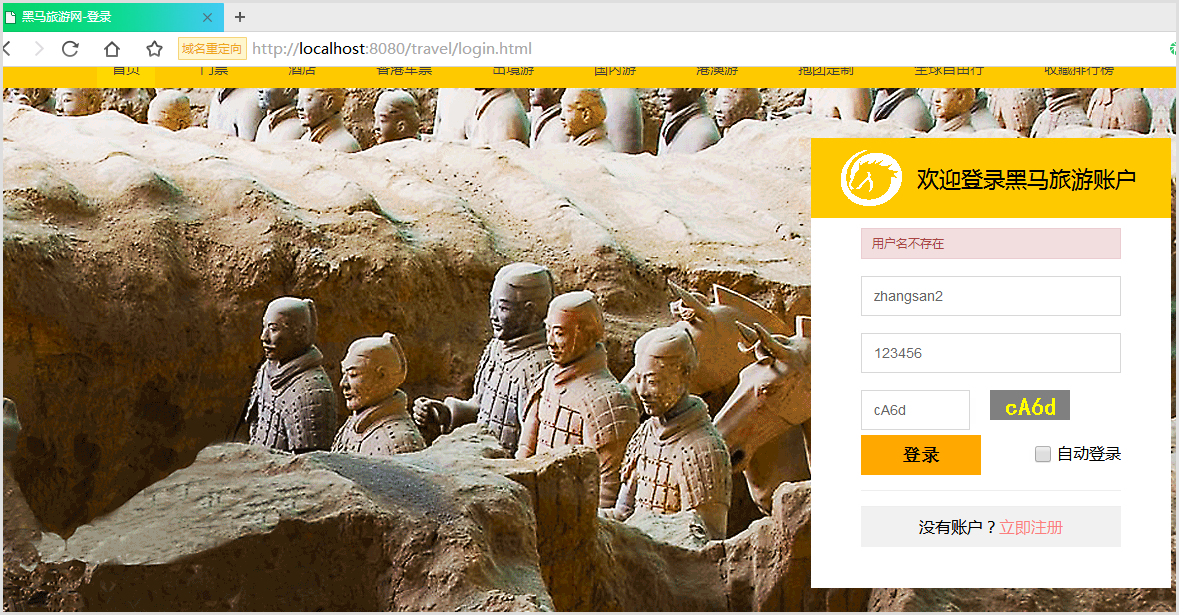 黑马旅游网-登录
域名重定向 http://localhost:8080/travel/login.html
首页 门票 酒店 香港车票 出境游 国内游 港澳游 抱团定制 全球自由行 收藏排行榜
欢迎登录黑马旅游账户
用户名不存在
zhangsan2
123456
cA6d cA6d
登录 自动登录
没有账户？立即注册